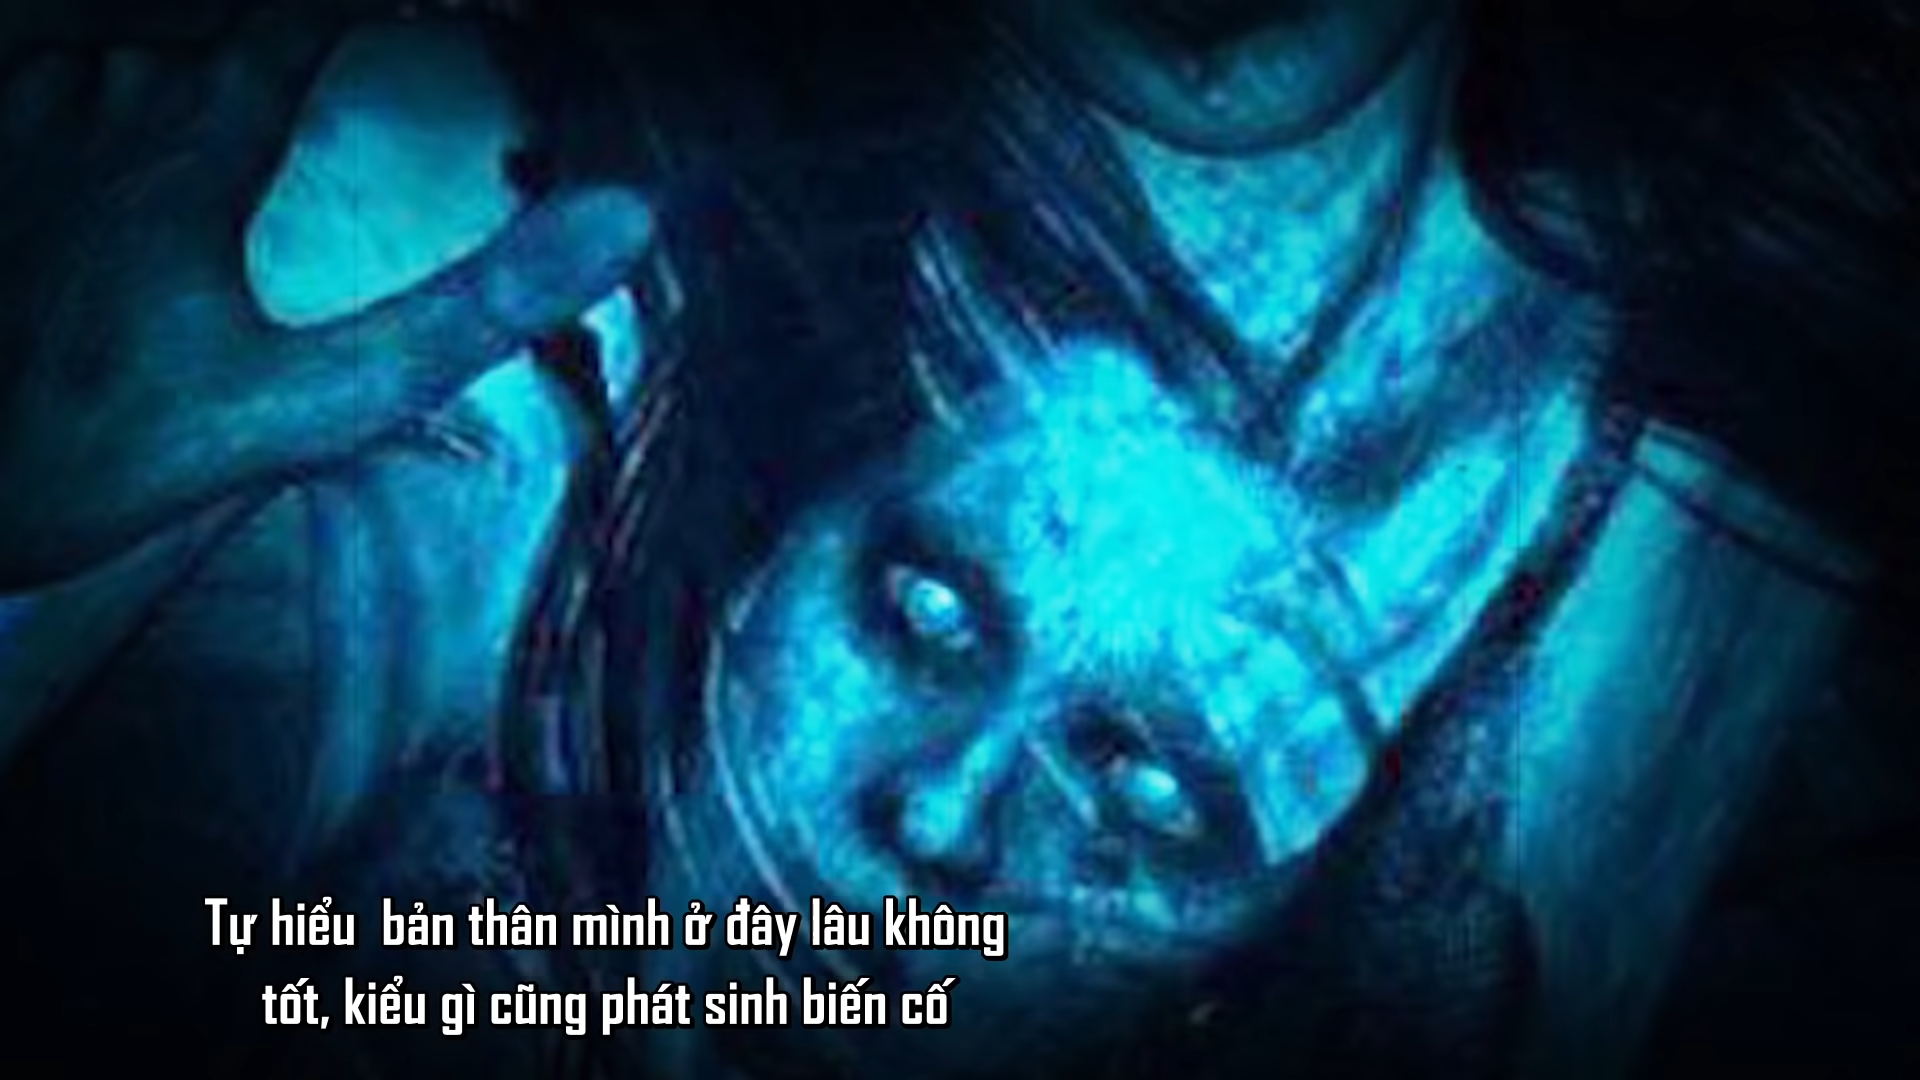 Tự hiểu bản thân mình ở đây lâu không
tốt, kiểu gì cũng phát sinh biến cố